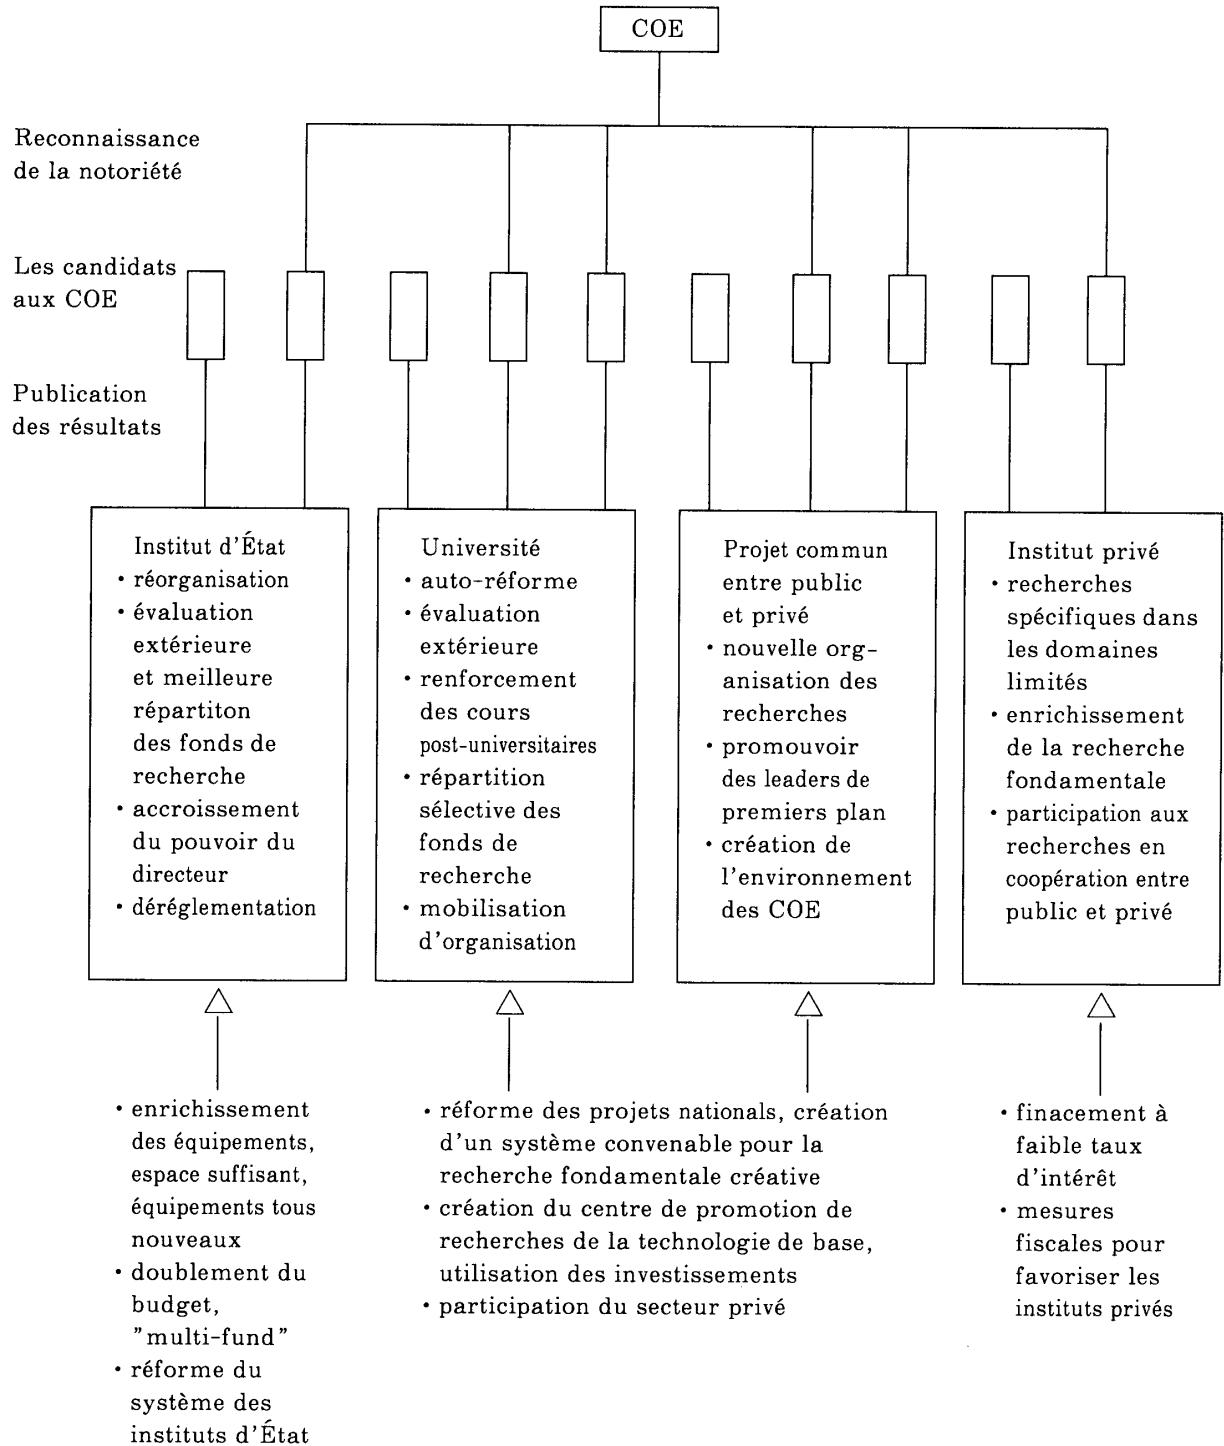 COE
Reconnaissance
de la notoriété
Les candidats
aux COE
Publication
des résultats
Institut d'État
• réorganisation
• évaluation
extérieure
et meilleure
répartiton
des fonds de
recherche
• accroissement
du pouvoir du
directeur
• déréglementation
Université
• auto-réforme
• évaluation
extérieure
• renforcement
des cours
post-universitaires
• répartition
sélective des
fonds de
recherche
• mobilisation
d'organisation
Projet commun
entre public
et privé
• nouvelle org-
anisation des
recherches
• promouvoir
des leaders de
premiers plan
• création de
l'environnement
des COE
Institut privé
• recherches
spécifiques dans
les domaines
limités
• enrichissement
de la recherche
fondamentale
• participation aux
recherches en
coopération entre
public et privé
• enrichissement
des équipements,
espace suffisant,
équipements tous
nouveaux
• doublement du
budget,
”multi-fund”
• réforme du
système des
instituts d'État
• réforme des projets nationals, création
d'un système convenable pour la
recherche fondamentale créative
• création du centre de promotion de
recherches de la technologie de base,
utilisation des investissements
• participation du secteur privé
• finacement à
faible taux
d'intérêt
• mesures
fiscales pour
favoriser les
instituts privés